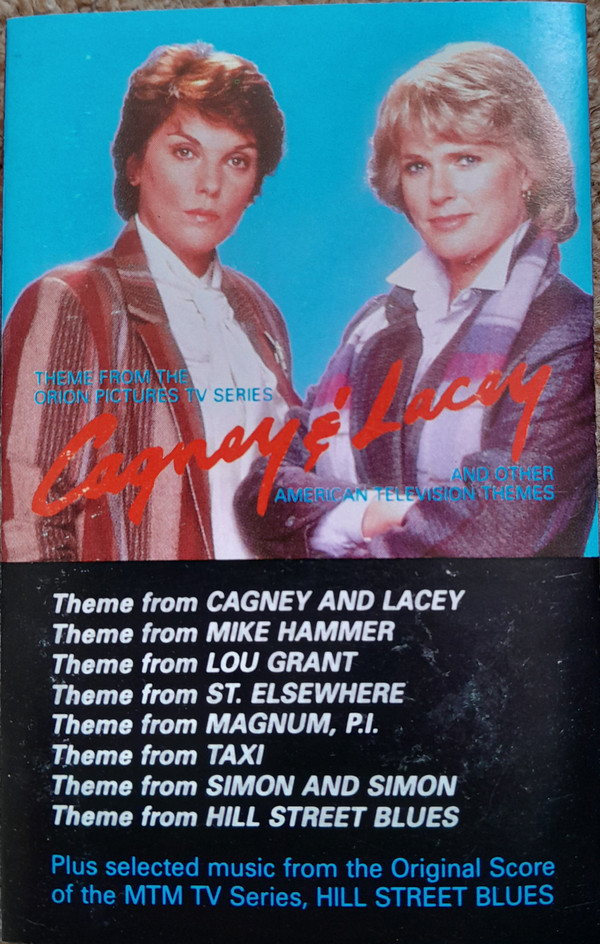 THEME FROM THE
ORION PICTURES TV SERIES
Cagney & Lacey
AND OTHER
AMERICAN TELEVISION THEMES
Theme from CAGNEY AND LACEY
Theme from MIKE HAMMER
Theme from LOU GRANT
Theme from ST. ELSEWHERE
Theme from MAGNUM, P.I.
Theme from TAXI
Theme from SIMON AND SIMON
Theme from HILL STREET BLUES
Plus selected music from the Original Score
of the MTM TV Series, HILL STREET BLUES